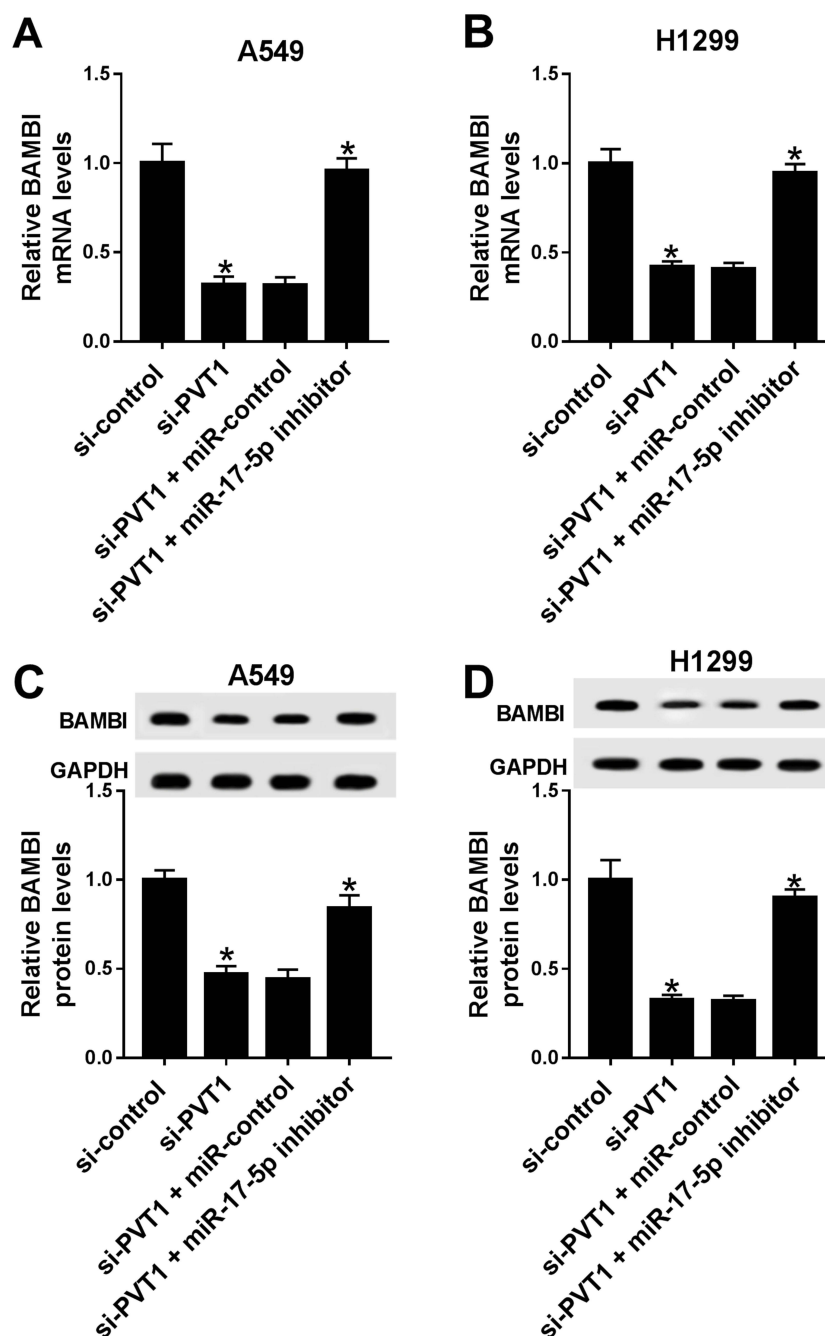 A
A549
Relative BAMBI
mRNA levels
1.5
1.0
0.5
0.0
*
*
si-control
si-PVT1
si-PVT1 + miR-control
si-PVT1 + miR-17-5p inhibitor
B
H1299
Relative BAMBI
mRNA levels
1.5
1.0
0.5
0.0
*
*
si-control
si-PVT1
si-PVT1 + miR-control
si-PVT1 + miR-17-5p inhibitor
C
A549
BAMBI
GAPDH
Relative BAMBI
protein levels
1.5
1.0
0.5
0.0
*
*
si-control
si-PVT1
si-PVT1 + miR-control
si-PVT1 + miR-17-5p inhibitor
D
H1299
BAMBI
GAPDH
Relative BAMBI
protein levels
1.5
1.0
0.5
0.0
*
*
si-control
si-PVT1
si-PVT1 + miR-control
si-PVT1 + miR-17-5p inhibitor